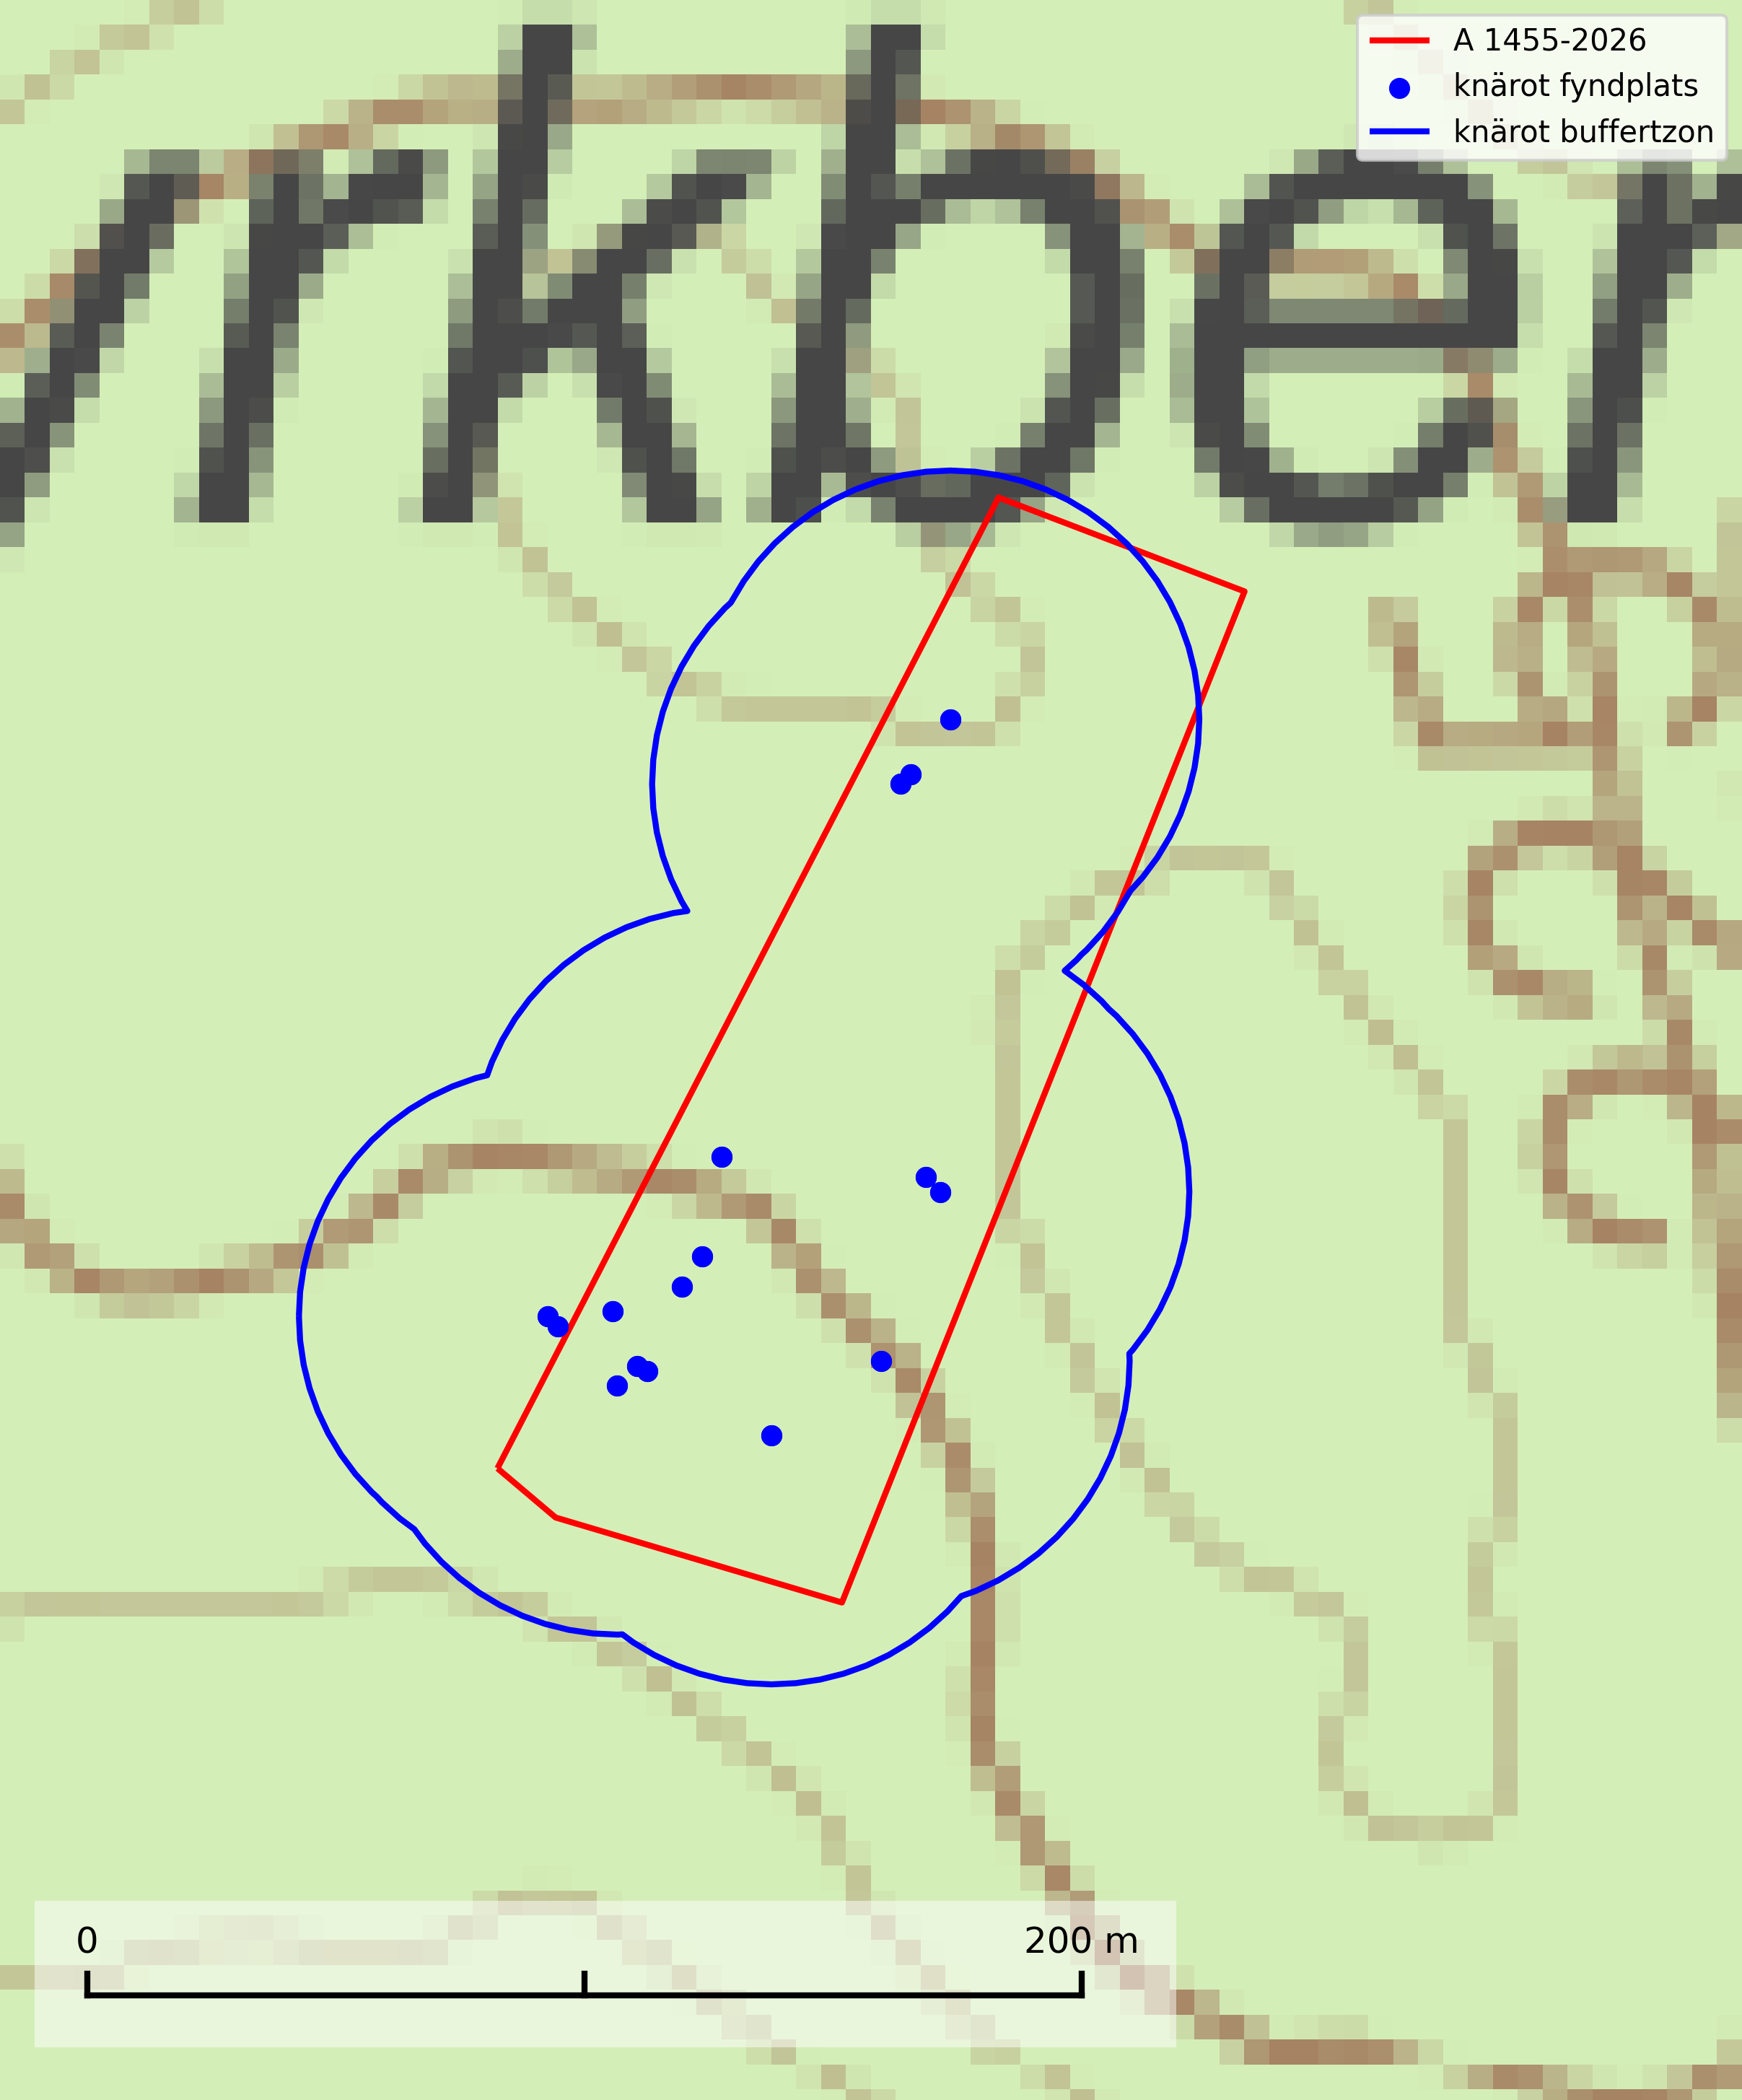 A 1455-2026
knärot fyndplats
knärot buffertzon
0
200 m